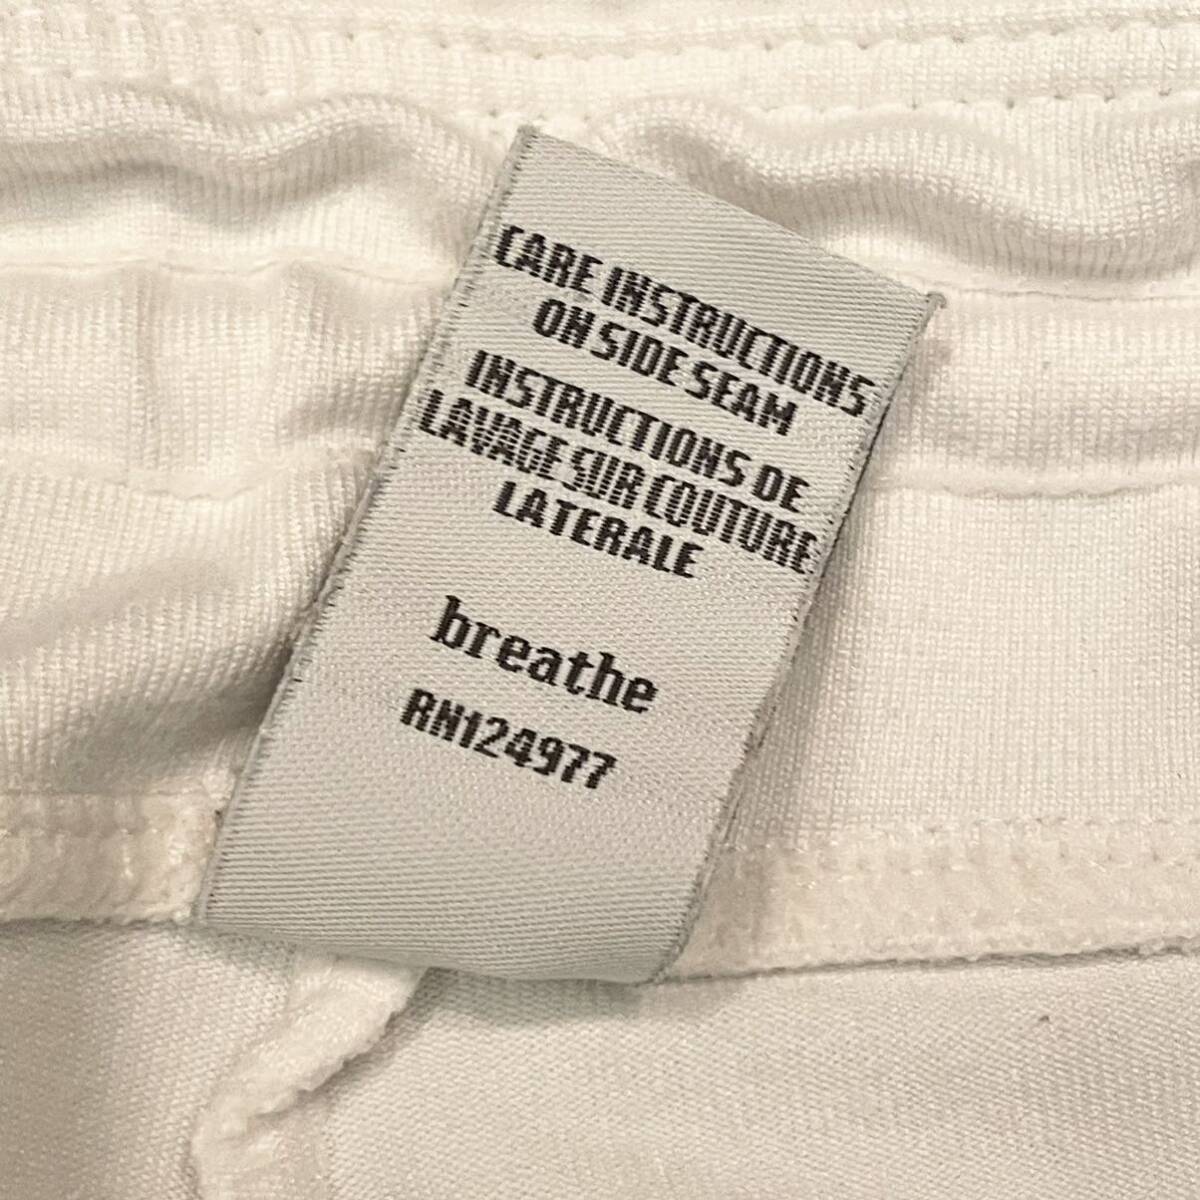 CARE INSTRUCTIONS
ON SIDE SEAM
INSTRUCTIONS DE
LAVAGE SUR COUTURE
LATERALE
breathe
RN124977